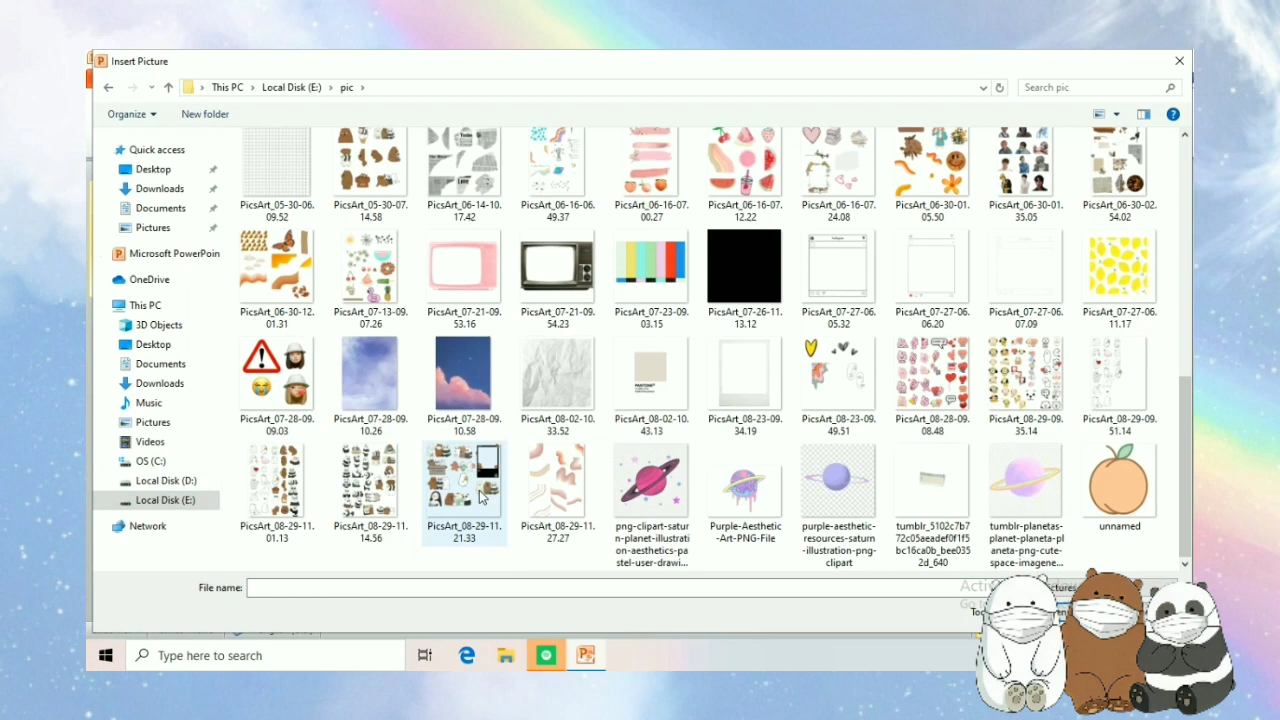 Insert Picture
This PC
Local Disk (E:)
pic
Search pic
Organize
New folder
Quick access
Desktop
Downloads
Documents
Pictures
Microsoft PowerPoin
OneDrive
This PC
3D Objects
Desktop
Documents
Downloads
Music
Pictures
Videos
OS (C:)
Local Disk (D:)
Local Disk (E:)
Network
PicsArt_05-30-06.
09.52
PicsArt_05-30-07.
14.58
PicsArt_06-14-10.
17.42
PicsArt_06-16-06.
49.37
PicsArt_06-16-07.
00.27
PicsArt_06-16-07.
12.22
PicsArt_06-16-07.
24.08
PicsArt_06-30-01.
05.50
PicsArt_06-30-01.
35.05
PicsArt_06-30-02.
54.02
PicsArt_06-30-12.
01.31
PicsArt_07-13-09.
07.26
PicsArt_07-21-09.
53.16
PicsArt_07-21-09.
54.23
PicsArt_07-23-09.
03.15
PicsArt_07-26-11.
13.12
PicsArt_07-27-06.
05.32
PicsArt_07-27-06.
06.20
PicsArt_07-27-06.
07.09
PicsArt_07-27-06.
11.17
PANTONE
PicsArt_07-28-09.
09.03
PicsArt_07-28-09.
10.26
PicsArt_07-28-09.
10.58
PicsArt_08-02-10.
33.52
PicsArt_08-02-10.
43.13
PicsArt_08-23-09.
34.19
PicsArt_08-23-09.
49.51
PicsArt_08-28-09.
08.48
PicsArt_08-29-09.
35.14
PicsArt_08-29-09.
51.14
PicsArt_08-29-11.
01.13
PicsArt_08-29-11.
14.56
PicsArt_08-29-11.
21.33
PicsArt_08-29-11.
27.27
png-clipart-satur
n-planet-illustrati
on-aesthetics-pa
stel-user-drawi...
Purple-Aesthetic
-Art-PNG-File
purple-aesthetic-
resources-saturn
-illustration-png-
clipart
tumblr_5102c7b7
72c05aeadef0f1f5
bc16ca0b_bee035
2d_640
tumblr-planetas-
planet-planeta-pl
aneta-png-cute-
space-imagene...
unnamed
File name:
Type here to search